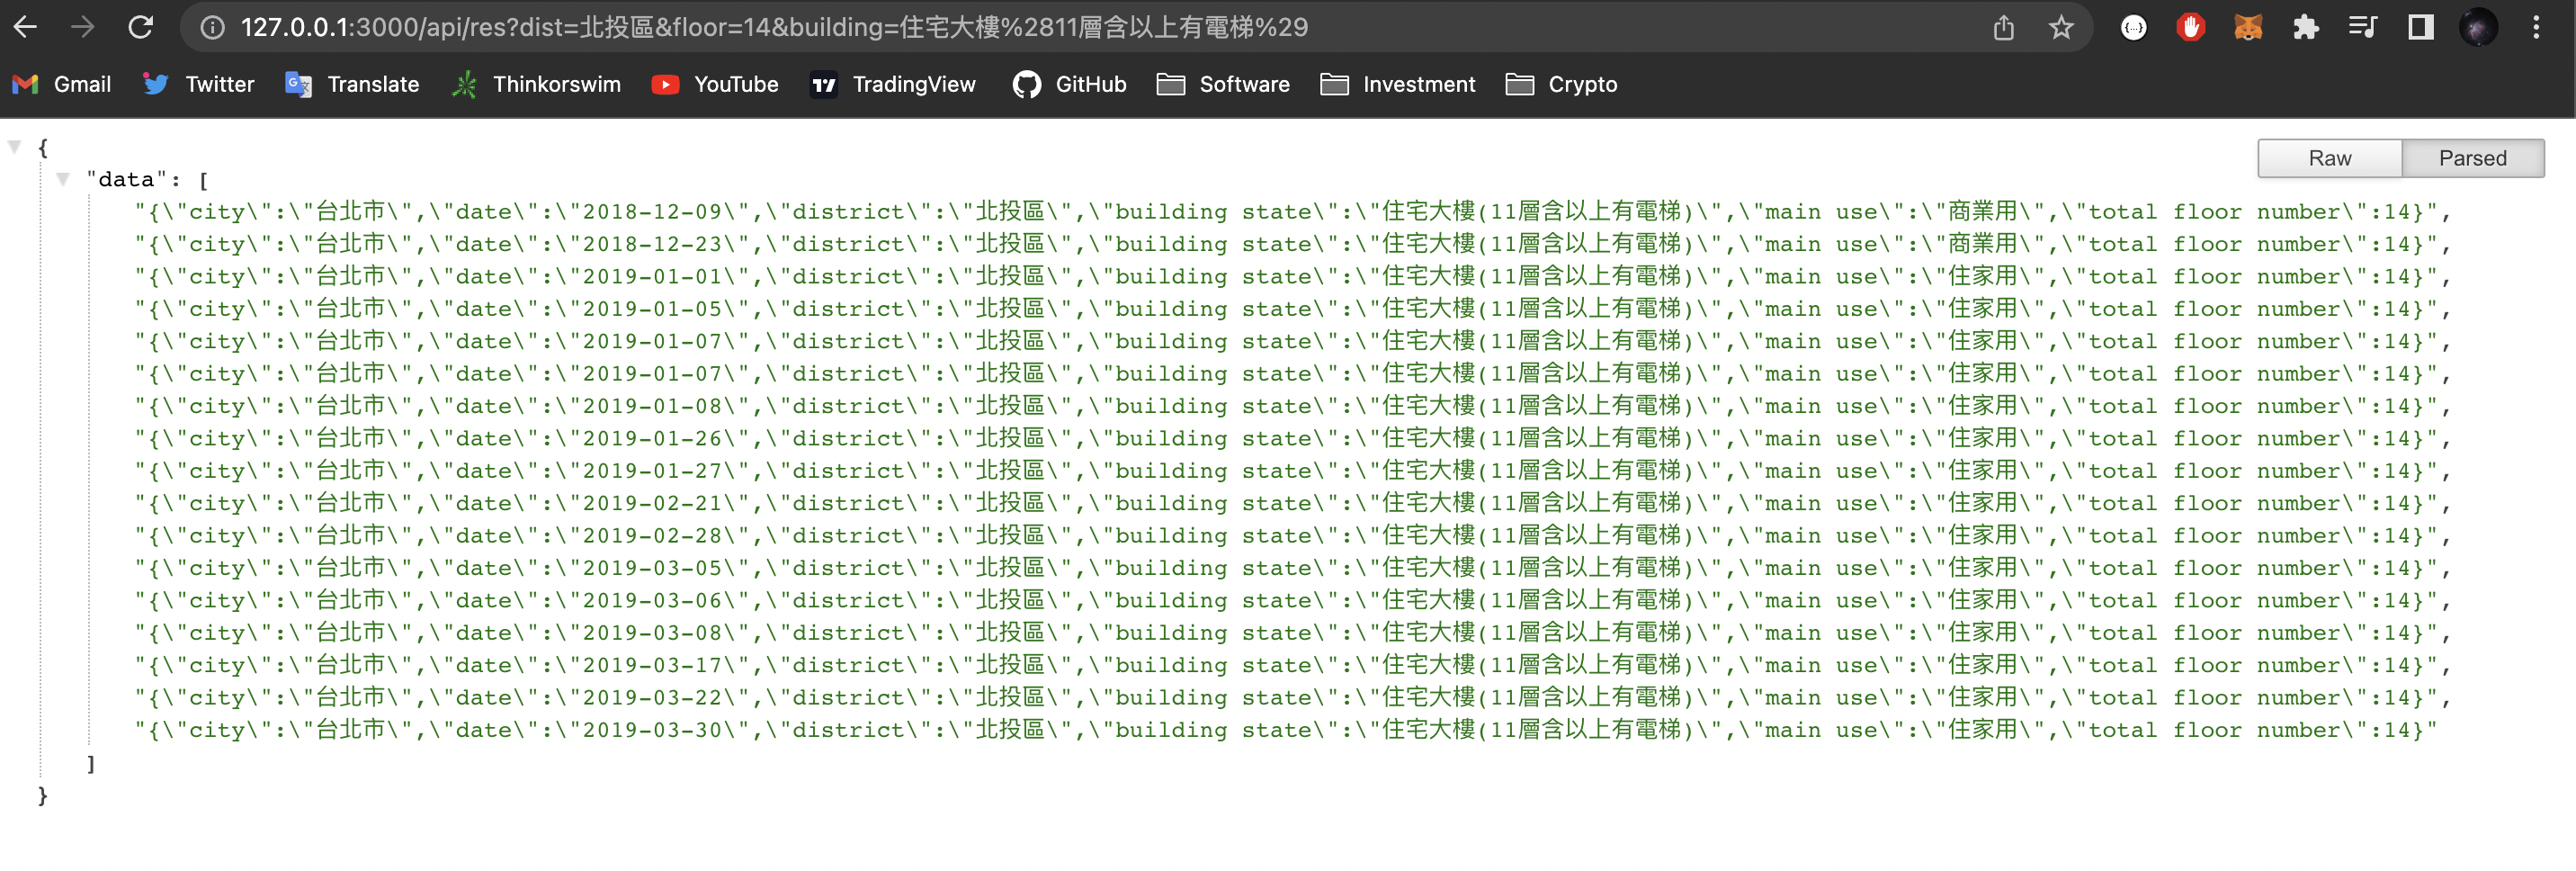 127.0.0.1:3000/api/res?dist=北投區&floor=14&building=住宅大樓%2811層含以上有電梯%29
Gmail Twitter Translate Thinkorswim YouTube TradingView GitHub Software Investment Crypto
{
Raw Parsed
"data": [
"{\"city\":\"台北市\",\"date\":\"2018-12-09\",\"district\":\"北投區\",\"building state\":\"住宅大樓(11層含以上有電梯)\",\"main use\":\"商業用\",\"total floor number\":14}",
"{\"city\":\"台北市\",\"date\":\"2018-12-23\",\"district\":\"北投區\",\"building state\":\"住宅大樓(11層含以上有電梯)\",\"main use\":\"商業用\",\"total floor number\":14}",
"{\"city\":\"台北市\",\"date\":\"2019-01-01\",\"district\":\"北投區\",\"building state\":\"住宅大樓(11層含以上有電梯)\",\"main use\":\"住家用\",\"total floor number\":14}",
"{\"city\":\"台北市\",\"date\":\"2019-01-05\",\"district\":\"北投區\",\"building state\":\"住宅大樓(11層含以上有電梯)\",\"main use\":\"住家用\",\"total floor number\":14}",
"{\"city\":\"台北市\",\"date\":\"2019-01-07\",\"district\":\"北投區\",\"building state\":\"住宅大樓(11層含以上有電梯)\",\"main use\":\"住家用\",\"total floor number\":14}",
"{\"city\":\"台北市\",\"date\":\"2019-01-07\",\"district\":\"北投區\",\"building state\":\"住宅大樓(11層含以上有電梯)\",\"main use\":\"住家用\",\"total floor number\":14}",
"{\"city\":\"台北市\",\"date\":\"2019-01-08\",\"district\":\"北投區\",\"building state\":\"住宅大樓(11層含以上有電梯)\",\"main use\":\"住家用\",\"total floor number\":14}",
"{\"city\":\"台北市\",\"date\":\"2019-01-26\",\"district\":\"北投區\",\"building state\":\"住宅大樓(11層含以上有電梯)\",\"main use\":\"住家用\",\"total floor number\":14}",
"{\"city\":\"台北市\",\"date\":\"2019-01-27\",\"district\":\"北投區\",\"building state\":\"住宅大樓(11層含以上有電梯)\",\"main use\":\"住家用\",\"total floor number\":14}",
"{\"city\":\"台北市\",\"date\":\"2019-02-21\",\"district\":\"北投區\",\"building state\":\"住宅大樓(11層含以上有電梯)\",\"main use\":\"住家用\",\"total floor number\":14}",
"{\"city\":\"台北市\",\"date\":\"2019-02-28\",\"district\":\"北投區\",\"building state\":\"住宅大樓(11層含以上有電梯)\",\"main use\":\"住家用\",\"total floor number\":14}",
"{\"city\":\"台北市\",\"date\":\"2019-03-05\",\"district\":\"北投區\",\"building state\":\"住宅大樓(11層含以上有電梯)\",\"main use\":\"住家用\",\"total floor number\":14}",
"{\"city\":\"台北市\",\"date\":\"2019-03-06\",\"district\":\"北投區\",\"building state\":\"住宅大樓(11層含以上有電梯)\",\"main use\":\"住家用\",\"total floor number\":14}",
"{\"city\":\"台北市\",\"date\":\"2019-03-08\",\"district\":\"北投區\",\"building state\":\"住宅大樓(11層含以上有電梯)\",\"main use\":\"住家用\",\"total floor number\":14}",
"{\"city\":\"台北市\",\"date\":\"2019-03-17\",\"district\":\"北投區\",\"building state\":\"住宅大樓(11層含以上有電梯)\",\"main use\":\"住家用\",\"total floor number\":14}",
"{\"city\":\"台北市\",\"date\":\"2019-03-22\",\"district\":\"北投區\",\"building state\":\"住宅大樓(11層含以上有電梯)\",\"main use\":\"住家用\",\"total floor number\":14}",
"{\"city\":\"台北市\",\"date\":\"2019-03-30\",\"district\":\"北投區\",\"building state\":\"住宅大樓(11層含以上有電梯)\",\"main use\":\"住家用\",\"total floor number\":14}"
]
}